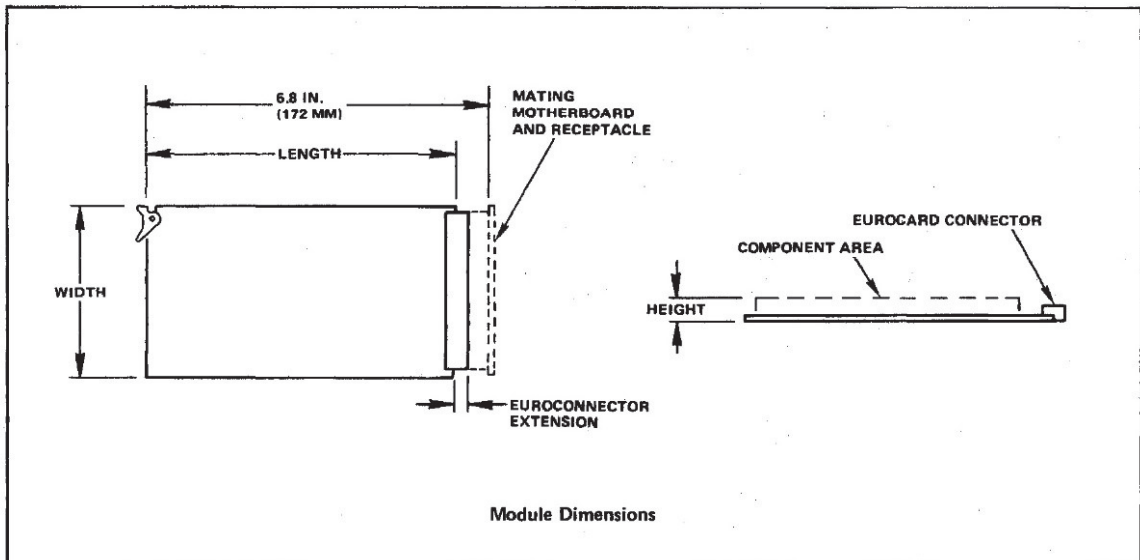 6.8 IN.
(172 MM)
LENGTH
MATING
MOTHERBOARD
AND RECEPTACLE
WIDTH
EUROCONNECTOR
EXTENSION
EUROCARD CONNECTOR
COMPONENT AREA
HEIGHT
Module Dimensions